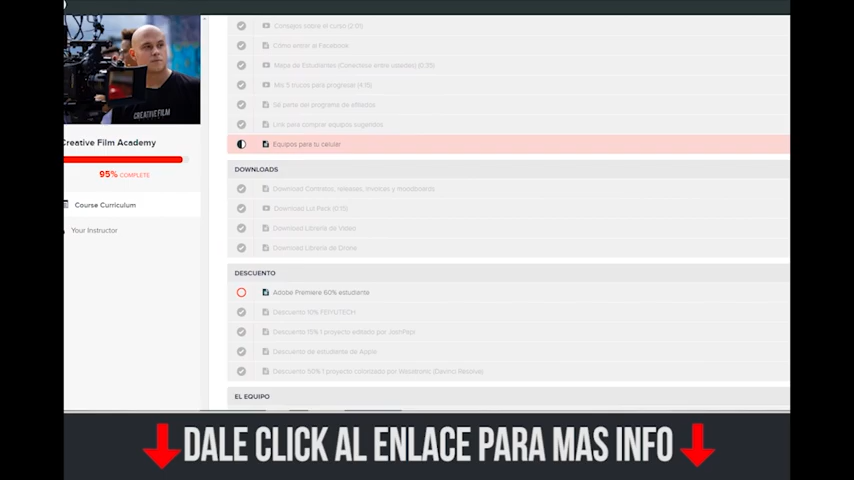 Consejos sobre el curso (2:17)
Cómo entrar al Facebook
Mapa de Estudiantes (Conéctese entre ustedes) (0:35)
Mis 5 trucos para progresar (4:15)
Sé parte del programa de afiliados
Link para comprar equipos sugeridos
Equipos para tu celular
CREATIVE FILM
Creative Film Academy
95% COMPLETE
Course Curriculum
Your Instructor
DOWNLOADS
Download Contratos, releases, invoices y moodboards
Download Lut Pack (0:15)
Download Librería de Video
Download Librería de Drone
DESCUENTO
Adobe Premiere 60% estudiante
Descuento 10% FEIYUTECH
Descuento 15% 1 proyecto editado por
Descuento de estudiante de Apple
Descuento 50% 1 proyecto colorizado por (Davinci Resolve)
EL EQUIPO
DALE CLICK AL ENLACE PARA MAS INFO